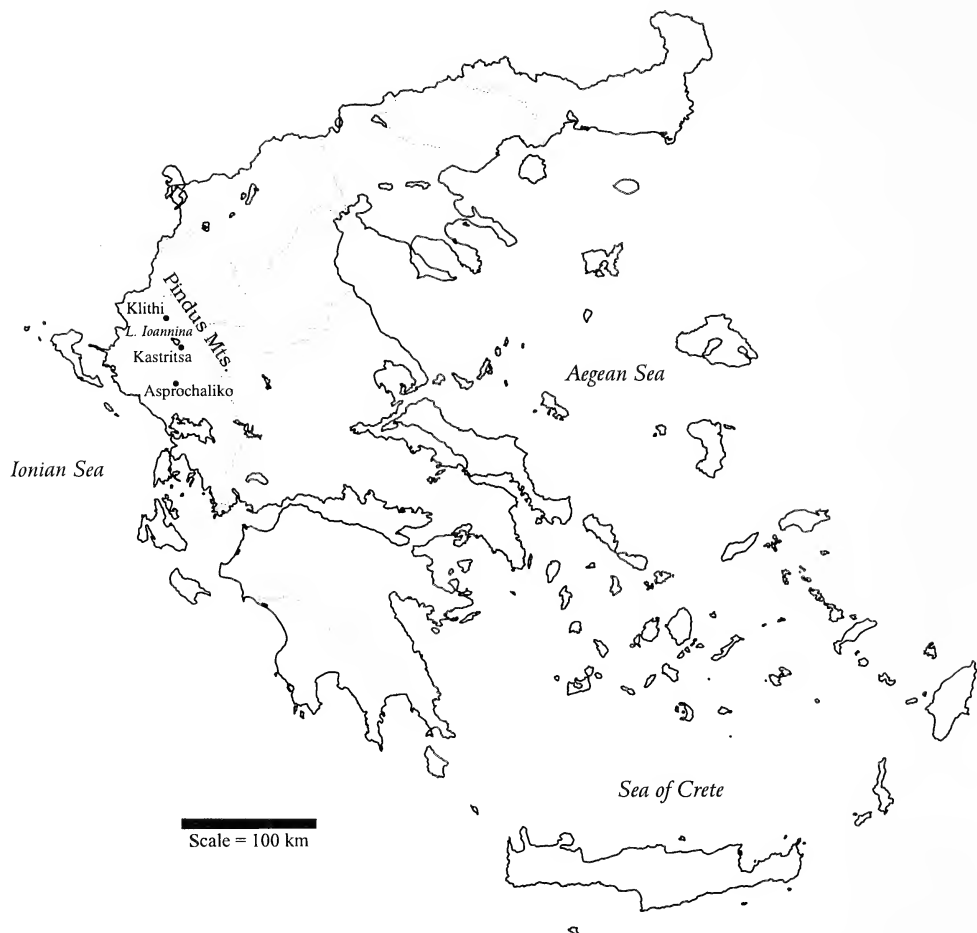 Klithi
Pindus Mts.
L. Ioannina
Kastritsa
Asprochaliko
Aegean Sea
Ionian Sea
Sea of Crete
Scale = 100 km